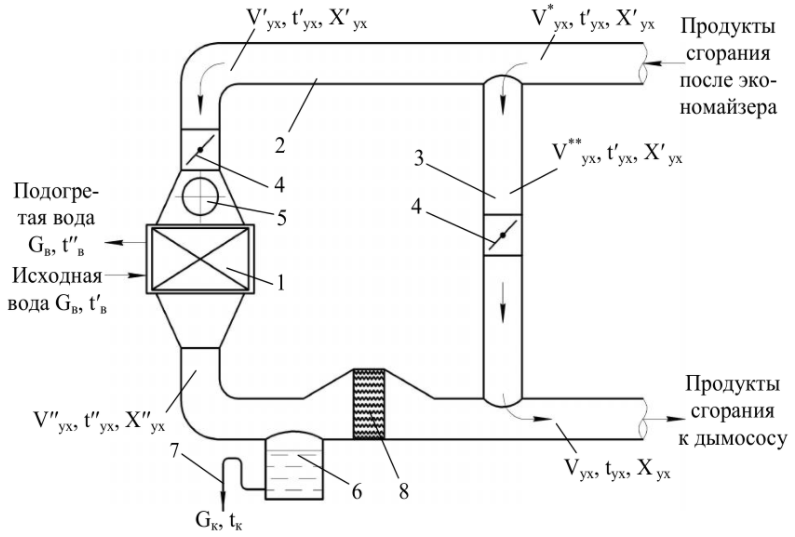 V′ух, t′ух, X′ух
V*ух, t′ух, X′ух
Продукты
сгорания
после эко-
номайзера
2
3
V**ух, t′ух, X′ух
4
4
5
Подогре-
тая вода
Gв, t″в
Исходная
вода Gв, t′в
1
Продукты
сгорания
к дымососу
V″ух, t″ух, X″ух
Vух, tух, Xух
7
6
8
Gк, tк